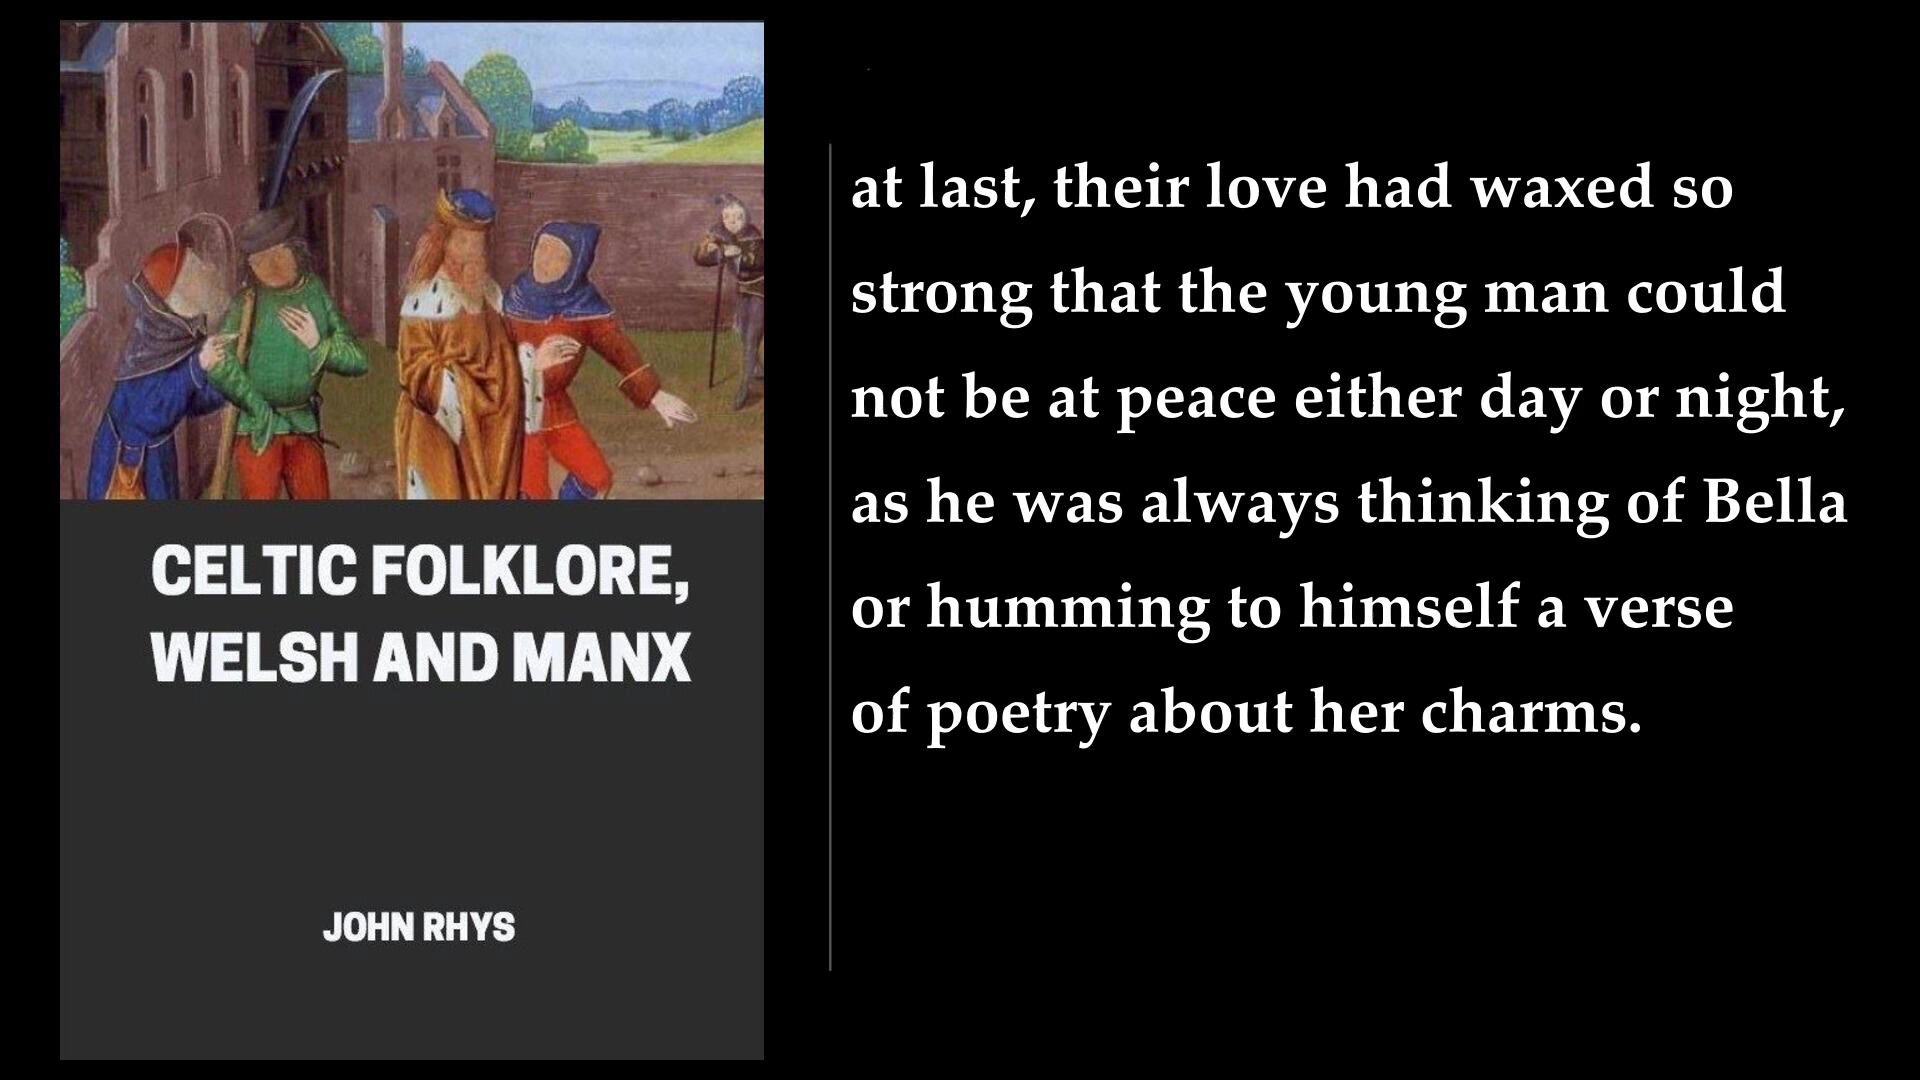 CELTIC FOLKLORE,
WELSH AND MANX
JOHN RHYS
at last, their love had waxed so
strong that the young man could
not be at peace either day or night,
as he was always thinking of Bella
or humming to himself a verse
of poetry about her charms.